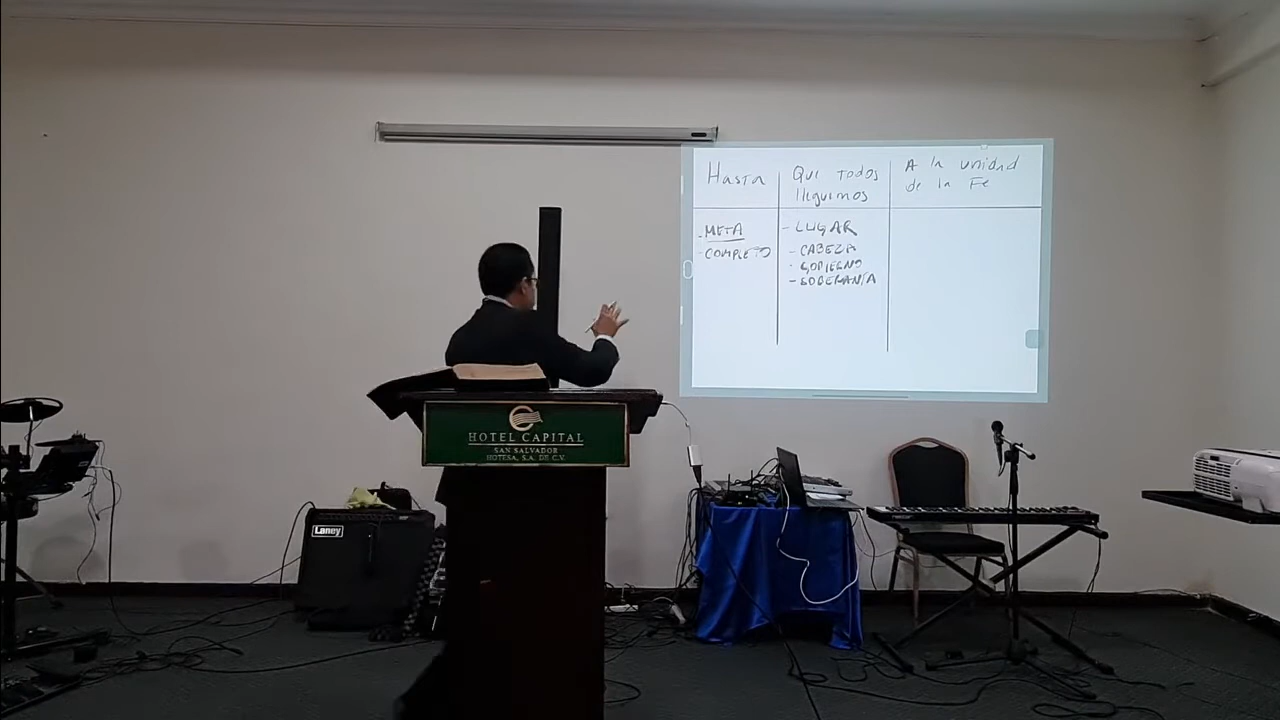 Hasta
Que Todos
lleguemos
A la unidad
de la Fe
- META
- COMPLETO
- LUGAR
- CABEZA
- GOBIERNO
- SOBERANIA
HOTEL CAPITAL
SAN SALVADOR
HOTESA, S.A. DE C.V.
Laney